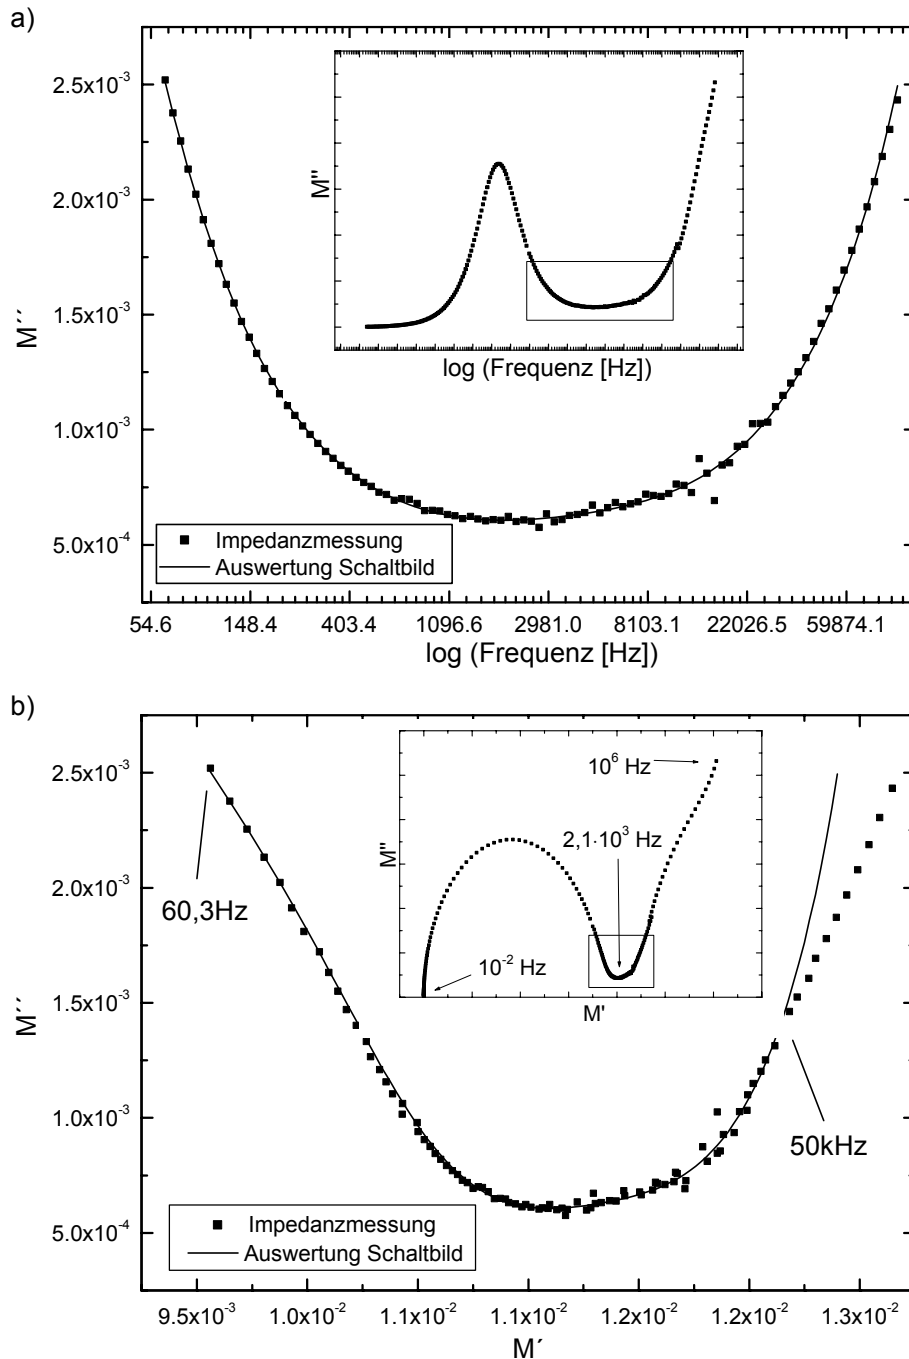 a)
2.5x10-3
2.0x10-3
1.5x10-3
1.0x10-3
5.0x10-4
M´´
M''
log (Frequenz [Hz])
Impedanzmessung
Auswertung Schaltbild
54.6 148.4 403.4 1096.6 2981.0 8103.1 22026.5 59874.1
log (Frequenz [Hz])
b)
2.5x10-3
2.0x10-3
1.5x10-3
1.0x10-3
5.0x10-4
M´´
60,3Hz
M''
10^6 Hz
2,1·10^3 Hz
10^-2 Hz
M'
50kHz
Impedanzmessung
Auswertung Schaltbild
9.5x10-3 1.0x10-2 1.1x10-2 1.1x10-2 1.2x10-2 1.2x10-2 1.3x10-2
M´